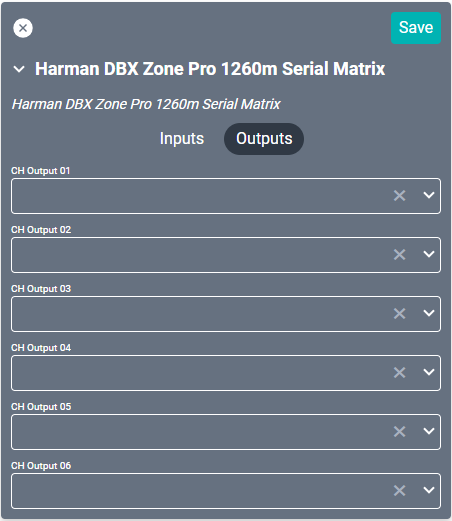 Save
Harman DBX Zone Pro 1260m Serial Matrix
Harman DBX Zone Pro 1260m Serial Matrix
Inputs Outputs
CH Output 01
CH Output 02
CH Output 03
CH Output 04
CH Output 05
CH Output 06